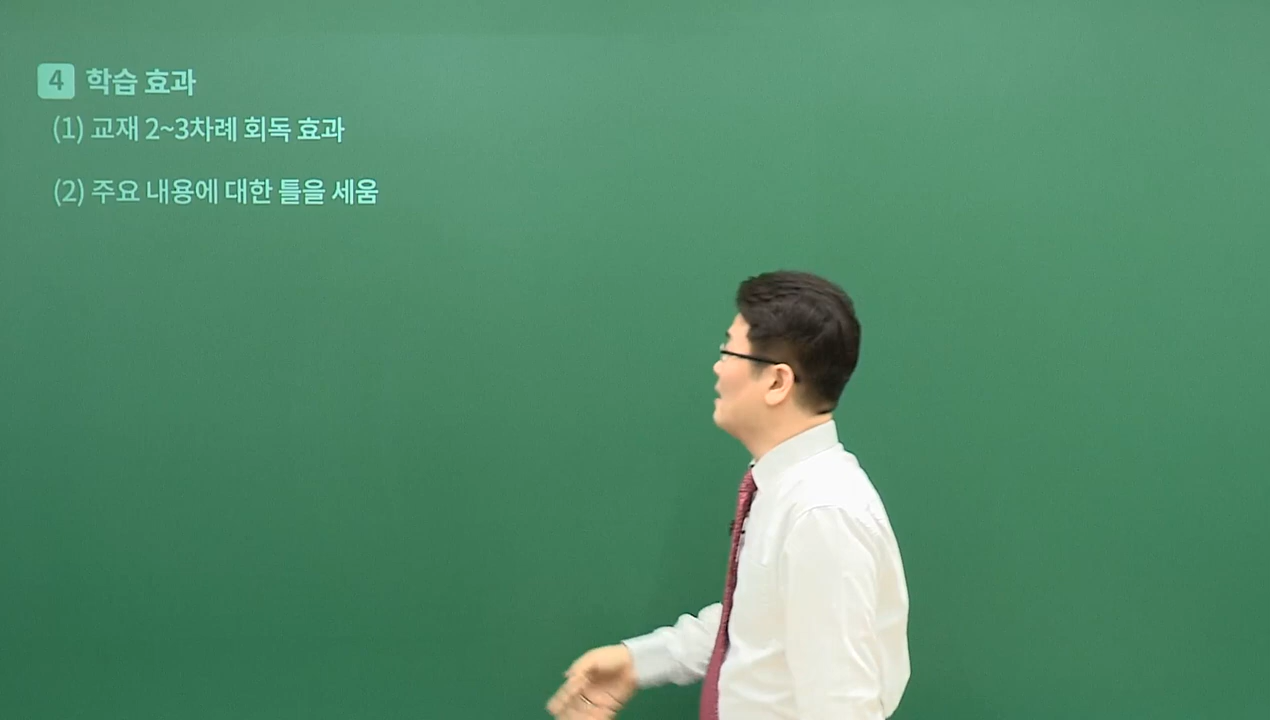 4 학습 효과
(1) 교재 2~3차례 회독 효과
(2) 주요 내용에 대한 틀을 세움